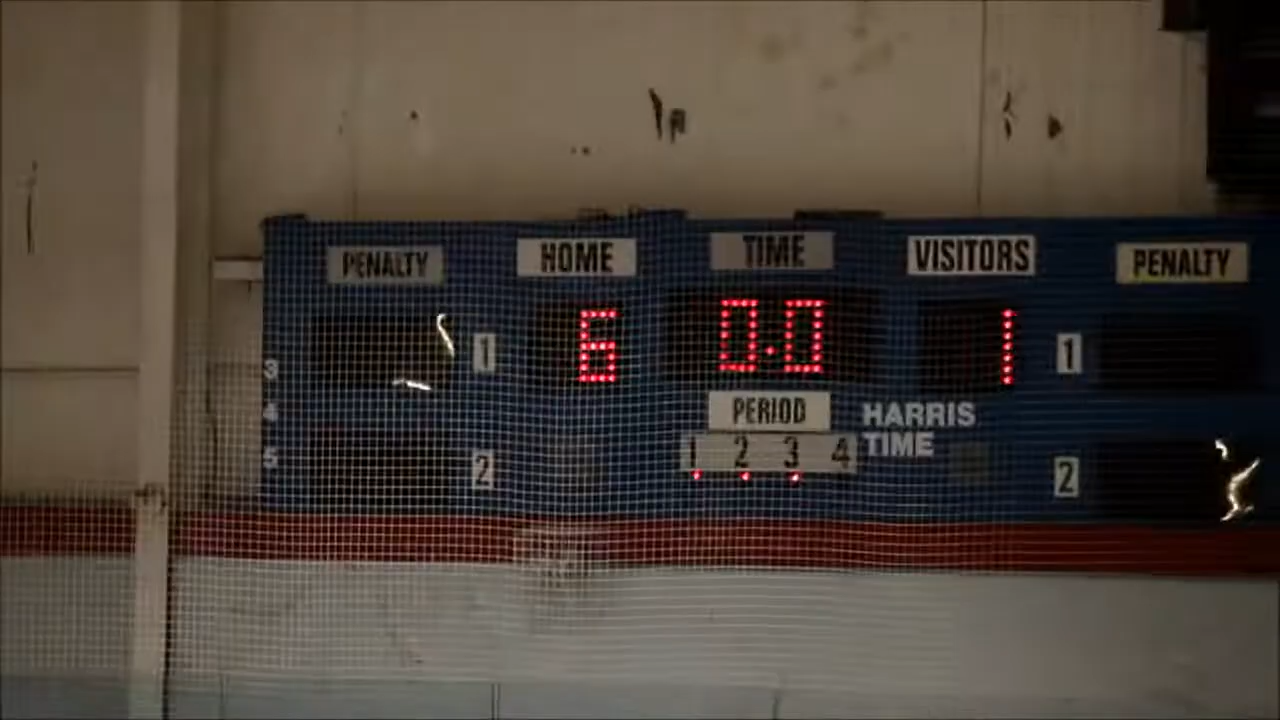 PENALTY HOME TIME VISITORS PENALTY
1 6 0.0 1 1
3
PERIOD
4 HARRIS
1 2 3 4 TIME
5 2 2